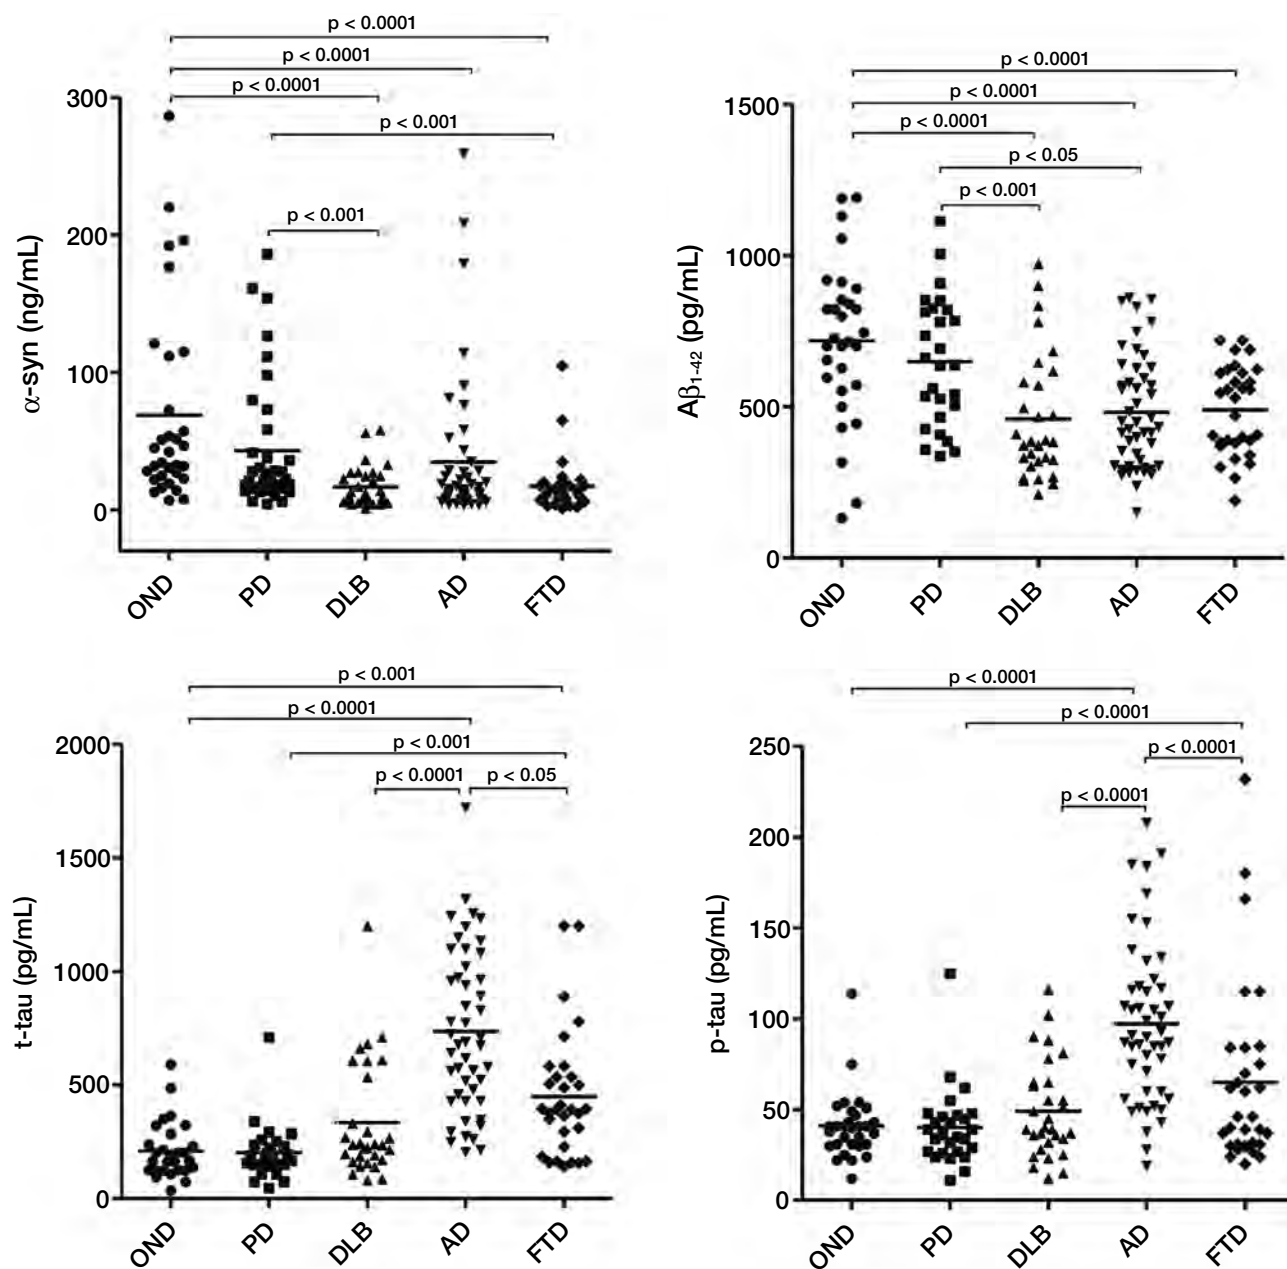 p < 0.0001
p < 0.0001
p < 0.0001
p < 0.001
p < 0.001
300
200
100
0
α-syn (ng/mL)
OND
PD
DLB
AD
FTD
p < 0.0001
p < 0.0001
p < 0.0001
p < 0.05
p < 0.001
1500
1000
500
0
Aβ1-42 (pg/mL)
OND
PD
DLB
AD
FTD
p < 0.001
p < 0.0001
p < 0.001
p < 0.0001
p < 0.05
2000
1500
1000
500
0
t-tau (pg/mL)
OND
PD
DLB
AD
FTD
p < 0.0001
p < 0.0001
p < 0.0001
p < 0.0001
250
200
150
100
50
0
p-tau (pg/mL)
OND
PD
DLB
AD
FTD